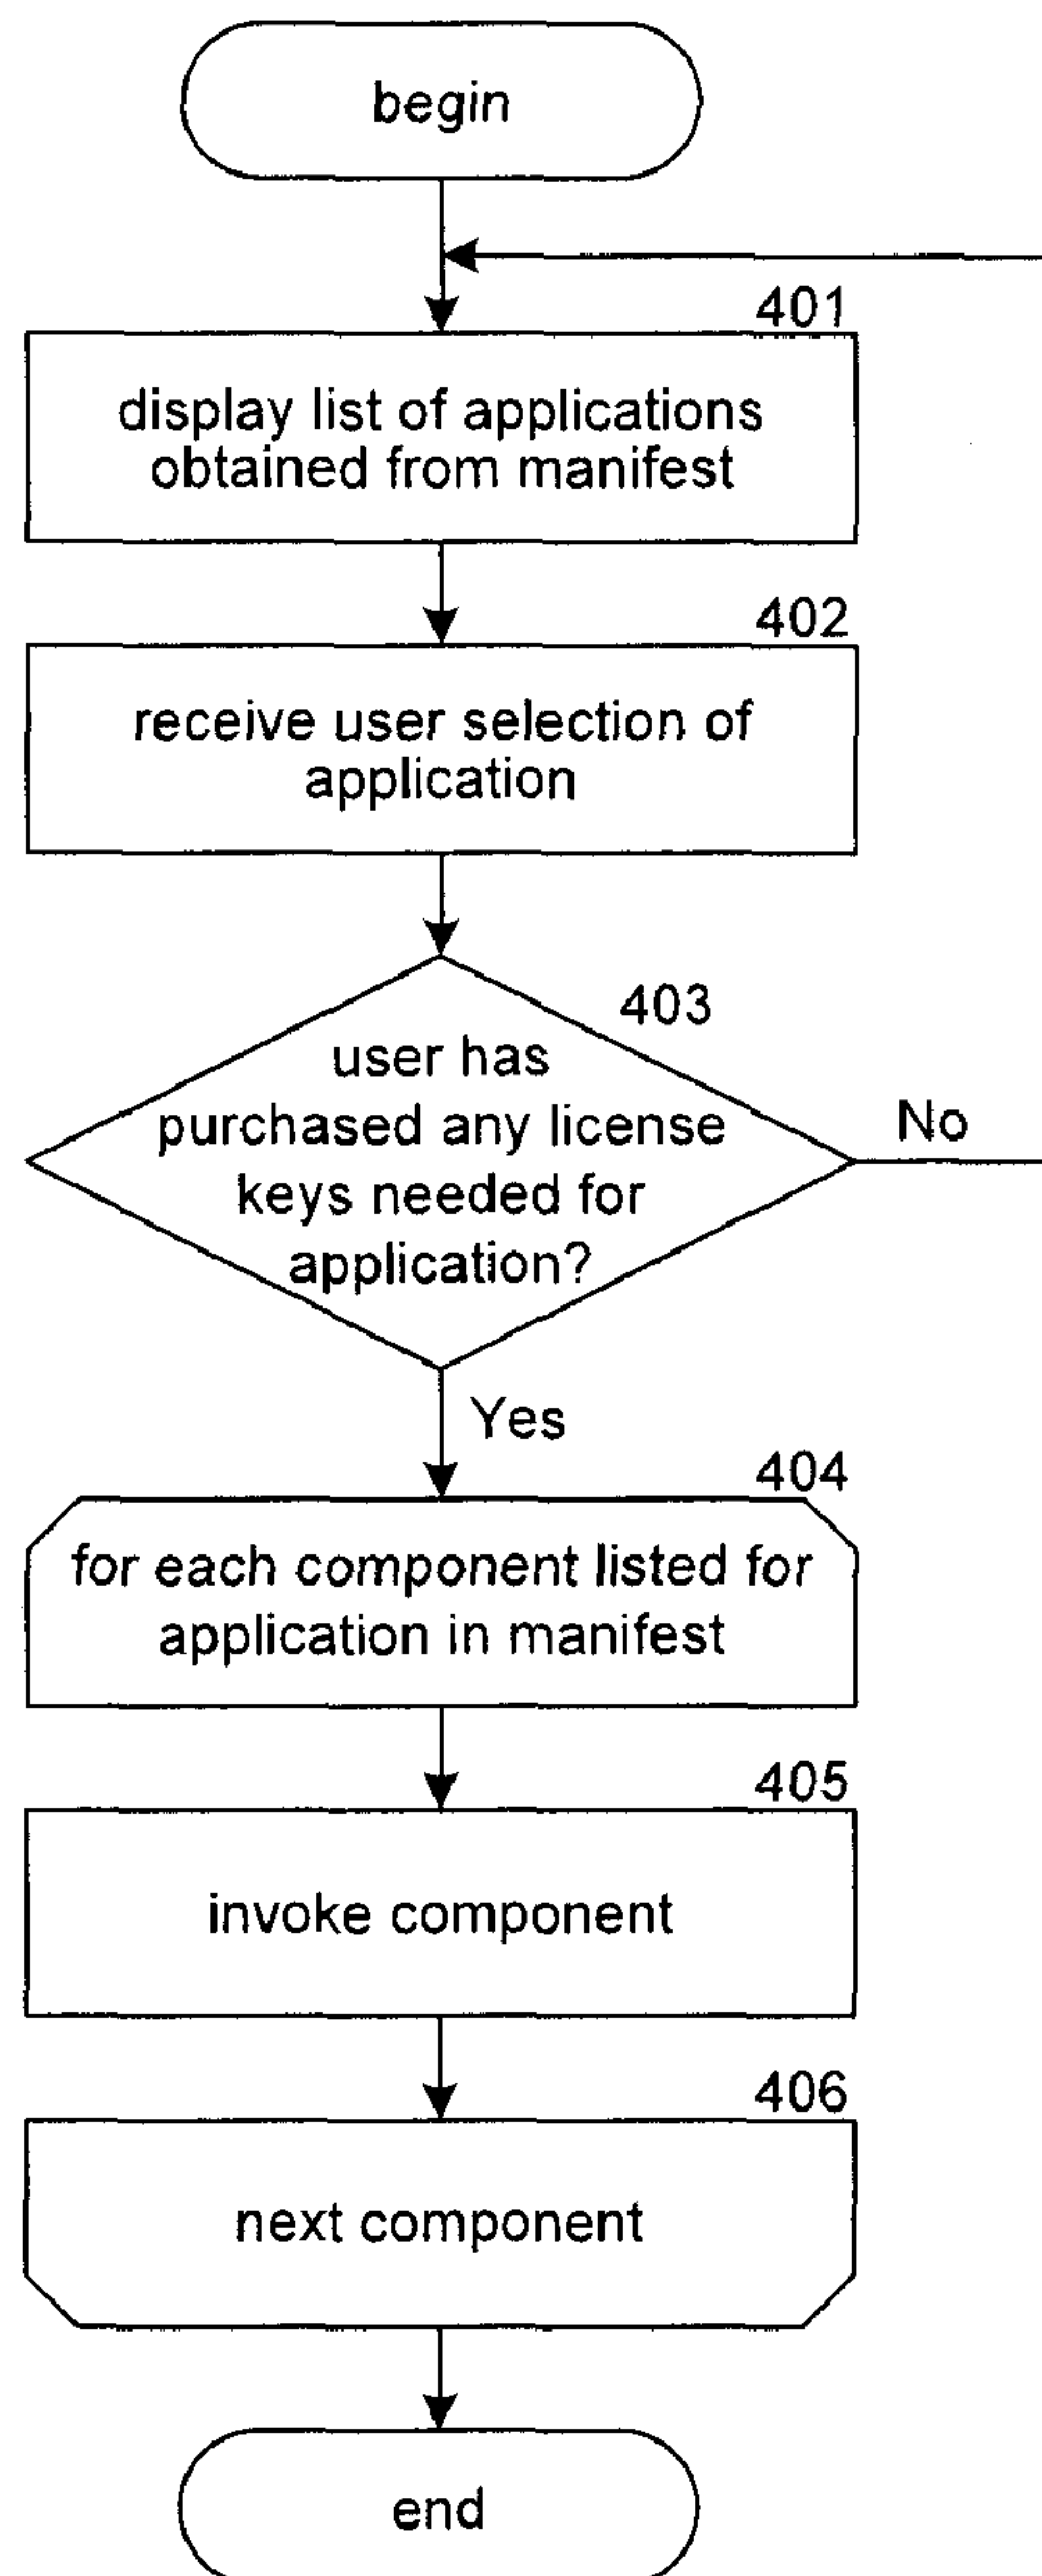 begin
401
display list of applications
obtained from manifest
402
receive user selection of
application
403
user has
purchased any license
keys needed for
application?
No
Yes
404
for each component listed for
application in manifest
405
invoke component
406
next component
end